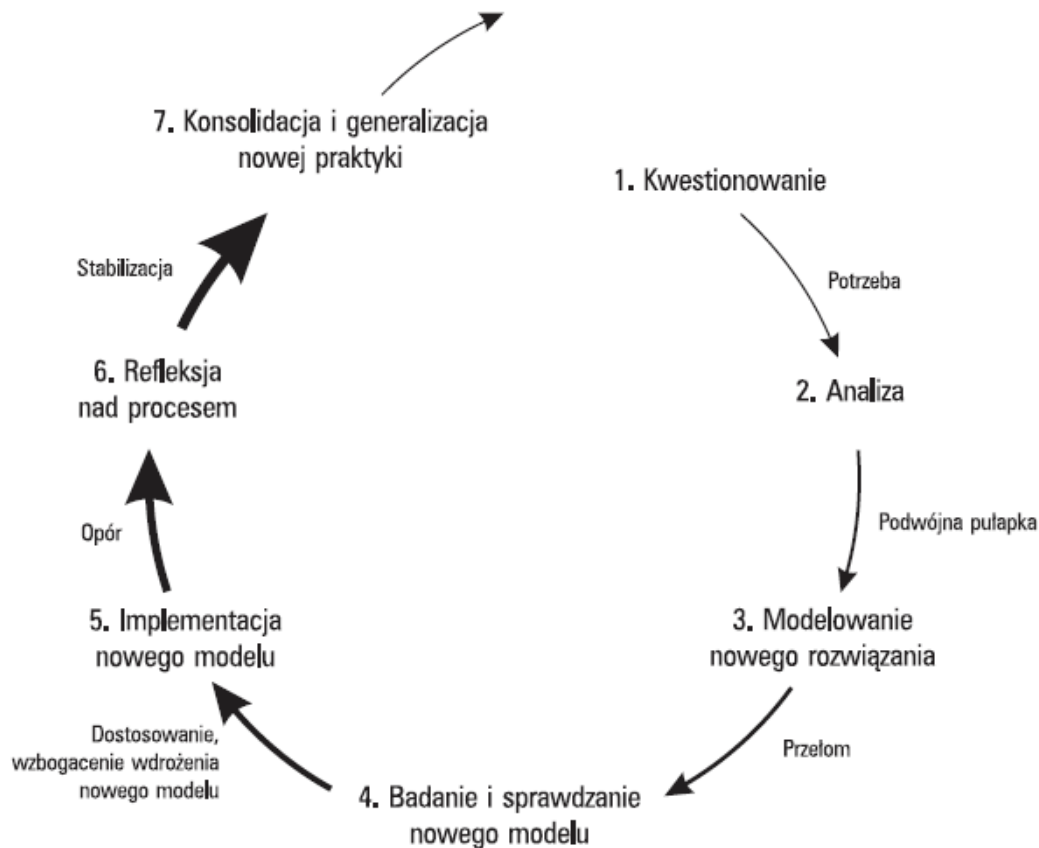 1. Kwestionowanie
Potrzeba
2. Analiza
Podwójna pułapka
3. Modelowanie
nowego rozwiązania
Przełom
4. Badanie i sprawdzanie
nowego modelu
Dostosowanie,
wzbogacenie wdrożenia
nowego modelu
5. Implementacja
nowego modelu
Opór
6. Refleksja
nad procesem
Stabilizacja
7. Konsolidacja i generalizacja
nowej praktyki